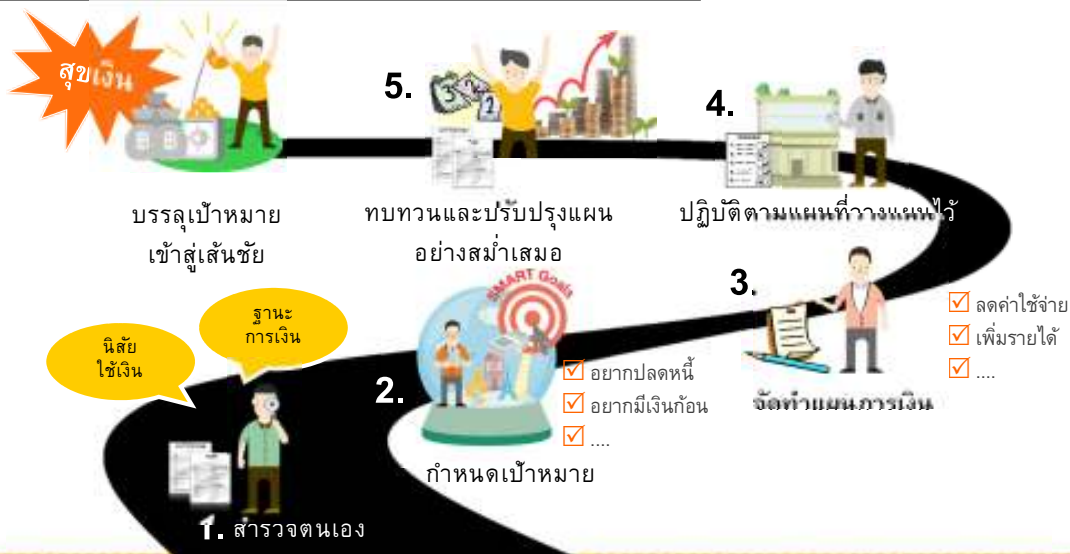 สุขเงิน
5.
4.
บรรลุเป้าหมาย
เข้าสู่เส้นชัย
ทบทวนและปรับปรุงแผน
อย่างสม่ำเสมอ
ปฏิบัติตามแผนที่วางแผนไว้
3.
ลดค่าใช้จ่าย
เพิ่มรายได้
....
จัดทำแผนการเงิน
SMART Goals
2.
อยากปลดหนี้
อยากมีเงินก้อน
....
กำหนดเป้าหมาย
ฐานะ
การเงิน
นิสัย
ใช้เงิน
1. สำรวจตนเอง